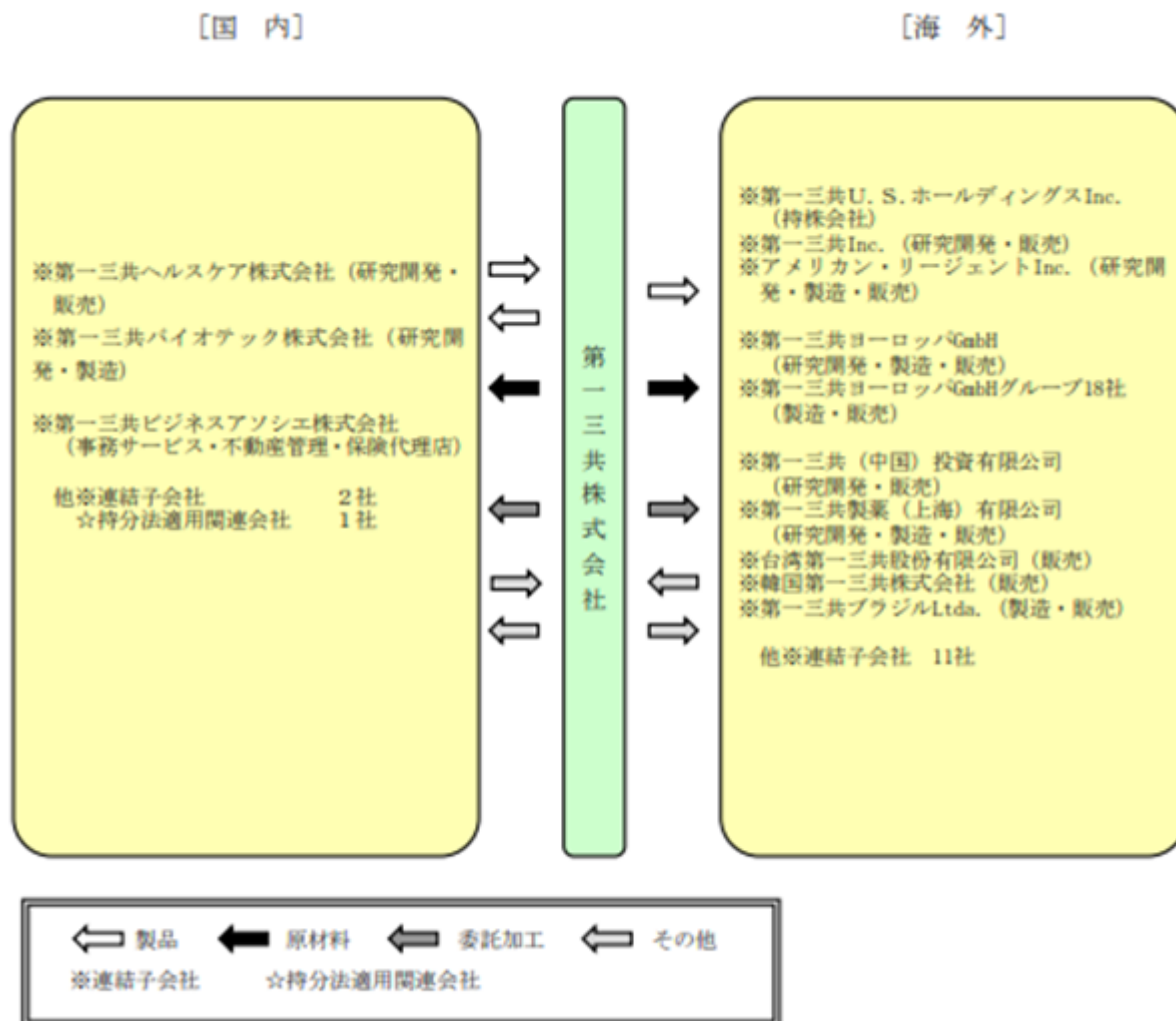 [国 内]
[海 外]
※第一三共ヘルスケア株式会社（研究開発・
販売）
※第一三共バイオテック株式会社（研究開
発・製造）
※第一三共ビジネスアソシエ株式会社
（事務サービス・不動産管理・保険代理店）
他※連結子会社 2社
☆持分法適用関連会社 1社
第一三共株式会社
※第一三共U．S．ホールディングスInc．
（持株会社）
※第一三共Inc．（研究開発・販売）
※アメリカン・リージェントInc．（研究開
発・製造・販売）
※第一三共ヨーロッパGmbH
（研究開発・製造・販売）
※第一三共ヨーロッパGmbHグループ18社
（製造・販売）
※第一三共（中国）投資有限公司
（研究開発・販売）
※第一三共製薬（上海）有限公司
（研究開発・製造・販売）
※台湾第一三共股份有限公司（販売）
※韓国第一三共株式会社（販売）
※第一三共ブラジルLtda．（製造・販売）
他※連結子会社 11社
製品 原材料 委託加工 その他
※連結子会社 ☆持分法適用関連会社